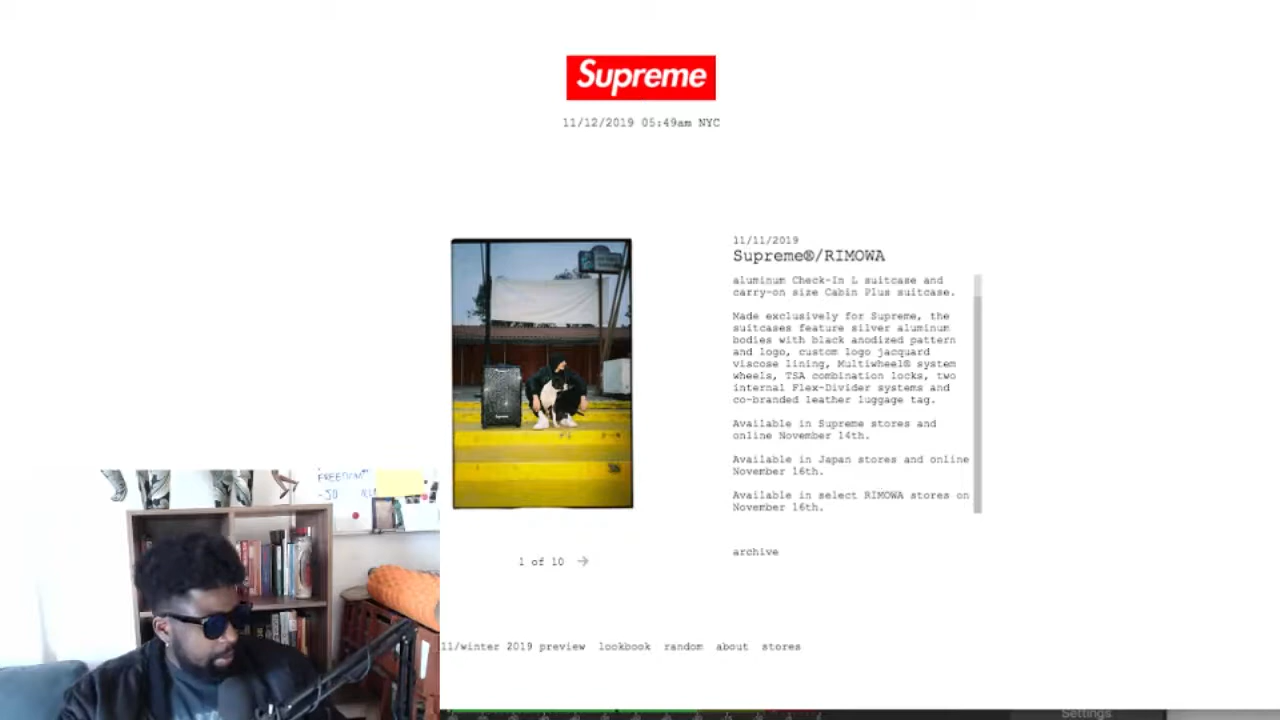 Supreme
11/12/2019 05:49am NYC
11/11/2019
Supreme®/RIMOWA
aluminum Check-In L suitcase and
carry-on size Cabin Plus suitcase.
Made exclusively for Supreme, the
suitcases feature silver aluminum
bodies with black anodized pattern
and logo, custom logo jacquard
viscose lining, Multiwheel® system
wheels, TSA combination locks, two
internal Flex-Divider systems and
co-branded leather luggage tag.
Available in Supreme stores and
online November 14th.
Available in Japan stores and online
November 16th.
Available in select RIMOWA stores on
November 16th.
Supreme
1 of 10 →
archive
FREEDOM
-50
11/winter 2019 preview lookbook random about stores
Settings